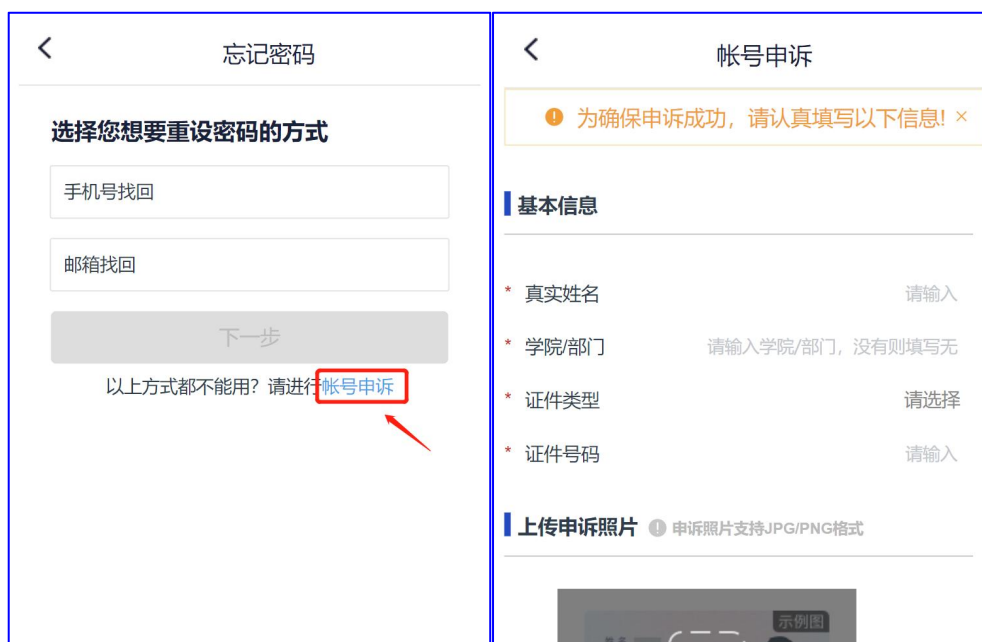 忘记密码
选择您想要重设密码的方式
手机号找回
邮箱找回
下一步
以上方式都不能用？请进行帐号申诉
帐号申诉
为确保申诉成功，请认真填写以下信息! ×
基本信息
* 真实姓名 请输入
* 学院/部门 请输入学院/部门，没有则填写无
* 证件类型 请选择
* 证件号码 请输入
上传申诉照片 申诉照片支持JPG/PNG格式
示例图